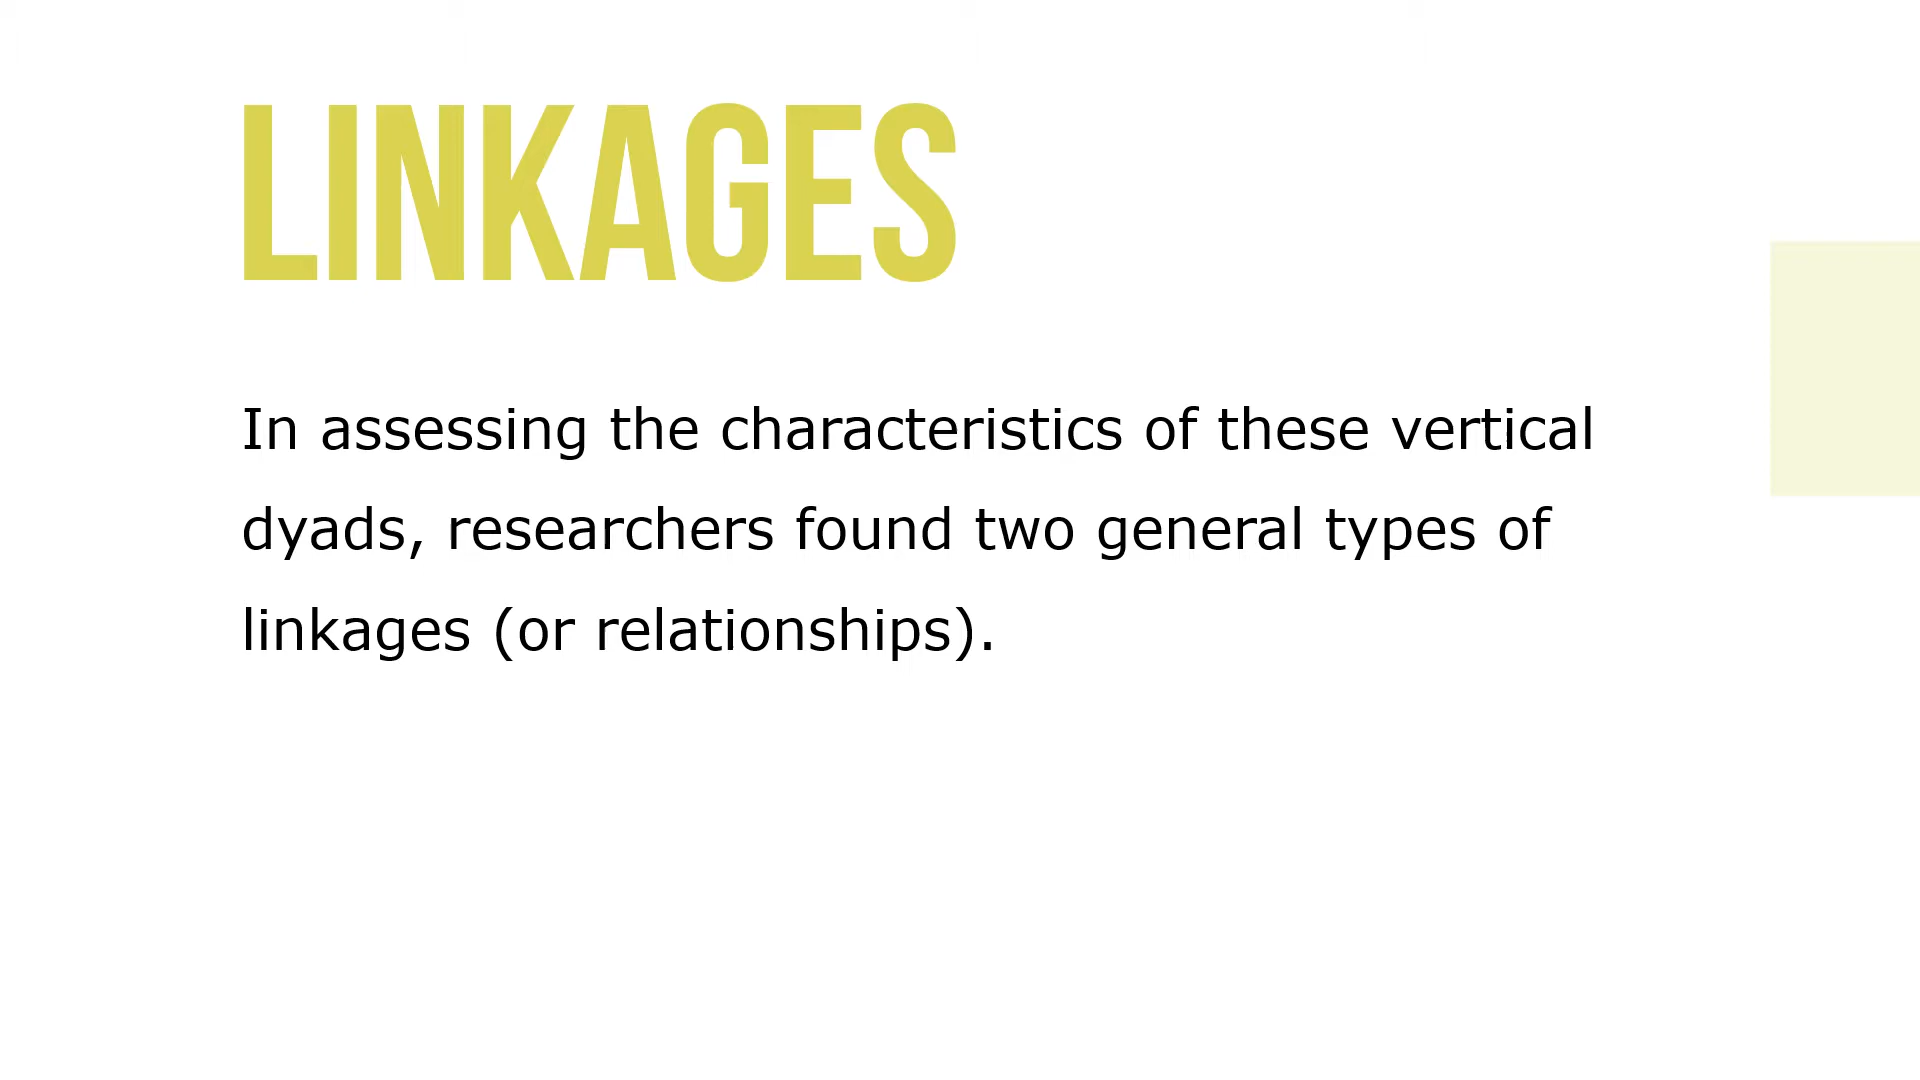 LINKAGES
In assessing the characteristics of these vertical
dyads, researchers found two general types of
linkages (or relationships).